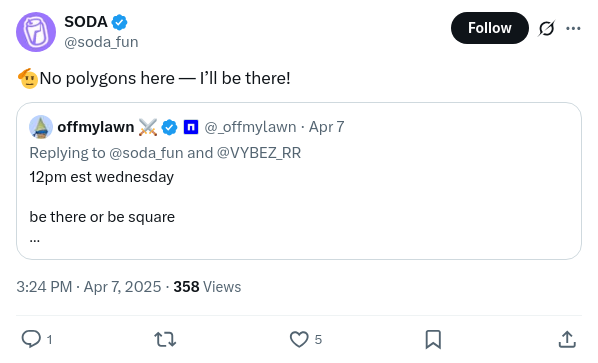 SODA
@soda_fun
Follow
🫡No polygons here — I’ll be there!
offmylawn ⚔️ @_offmylawn · Apr 7
Replying to @soda_fun and @VYBEZ_RR
12pm est wednesday
be there or be square
...
3:24 PM · Apr 7, 2025 · 358 Views
1
5